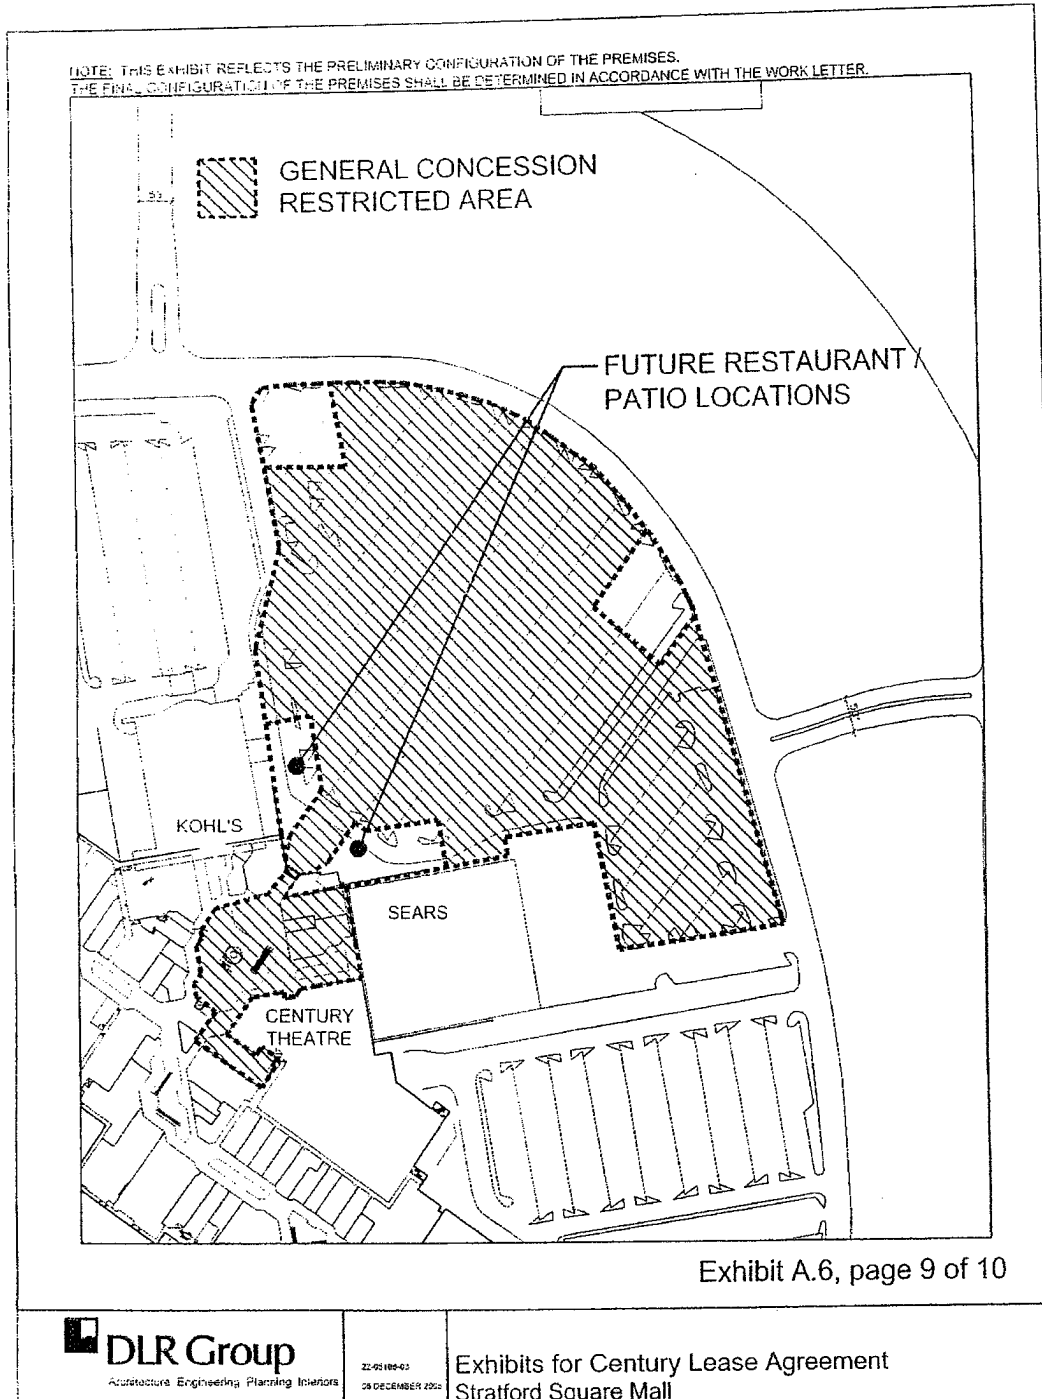 NOTE: THIS EXHIBIT REFLECTS THE PRELIMINARY CONFIGURATION OF THE PREMISES.
THE FINAL CONFIGURATION OF THE PREMISES SHALL BE DETERMINED IN ACCORDANCE WITH THE WORK LETTER.
GENERAL CONCESSION
RESTRICTED AREA
FUTURE RESTAURANT /
PATIO LOCATIONS
KOHL'S
SEARS
CENTURY
THEATRE
Exhibit A.6, page 9 of 10
DLR Group
Architecture Engineering Planning Interiors
DECEMBER
Exhibits for Century Lease Agreement
Stratford Square Mall